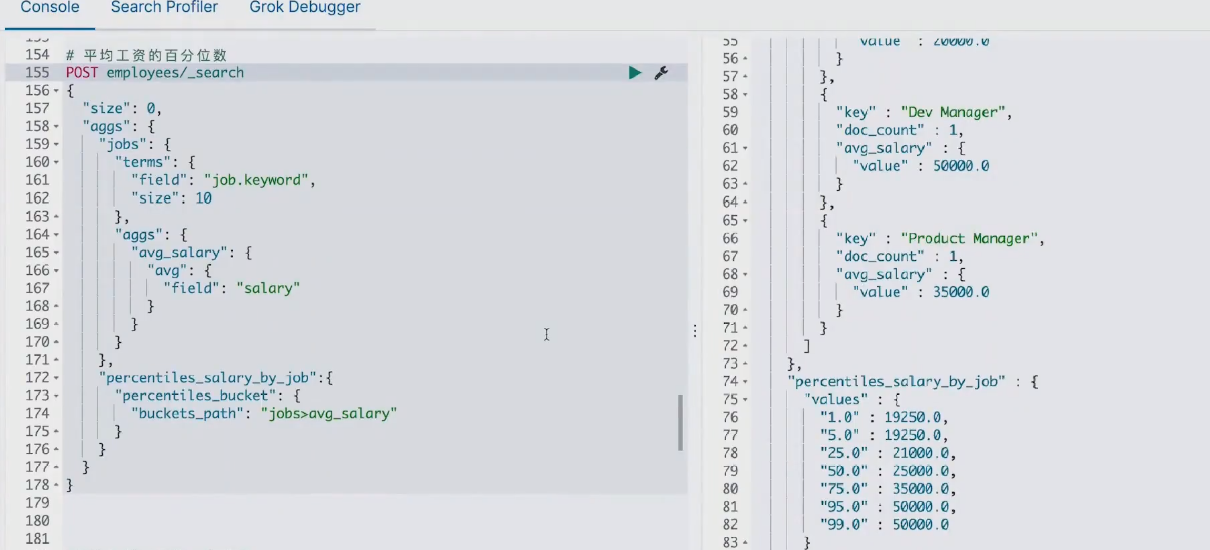 Console Search Profiler Grok Debugger
154 # 平均工资的百分位数
155 POST employees/_search
156 {
157 "size": 0,
158 "aggs": {
159 "jobs": {
160 "terms": {
161 "field": "job.keyword",
162 "size": 10
163 },
164 "aggs": {
165 "avg_salary": {
166 "avg": {
167 "field": "salary"
168 }
169 }
170 }
171 },
172 "percentiles_salary_by_job":{
173 "percentiles_bucket": {
174 "buckets_path": "jobs>avg_salary"
175 }
176 }
177 }
178 }
179
180
181
55 "value" : 20000.0
56 }
57 },
58 {
59 "key" : "Dev Manager",
60 "doc_count" : 1,
61 "avg_salary" : {
62 "value" : 50000.0
63 }
64 },
65 {
66 "key" : "Product Manager",
67 "doc_count" : 1,
68 "avg_salary" : {
69 "value" : 35000.0
70 }
71 }
72 ]
73 },
74 "percentiles_salary_by_job" : {
75 "values" : {
76 "1.0" : 19250.0,
77 "5.0" : 19250.0,
78 "25.0" : 21000.0,
79 "50.0" : 25000.0,
80 "75.0" : 35000.0,
81 "95.0" : 50000.0,
82 "99.0" : 50000.0
83 }